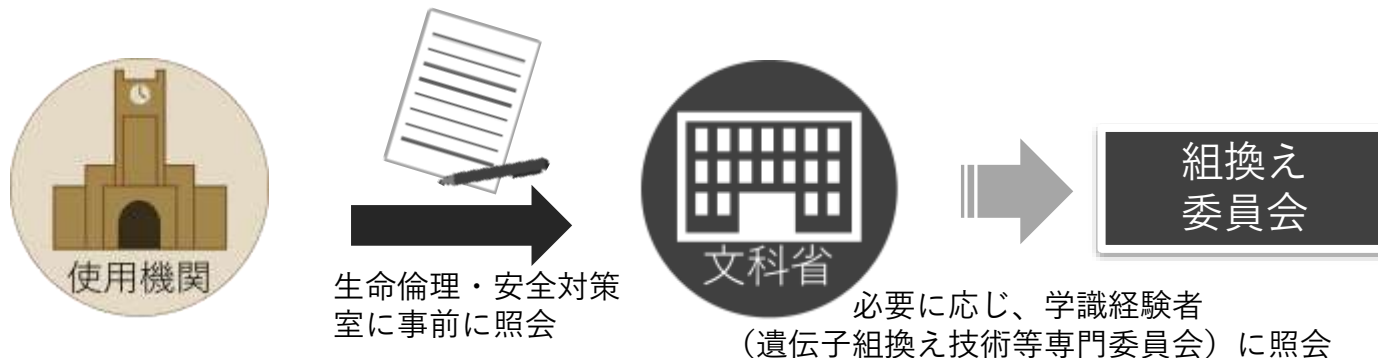 使用機関
生命倫理・安全対策
室に事前に照会
文科省
必要に応じ、学識経験者
（遺伝子組換え技術等専門委員会）に照会
組換え
委員会